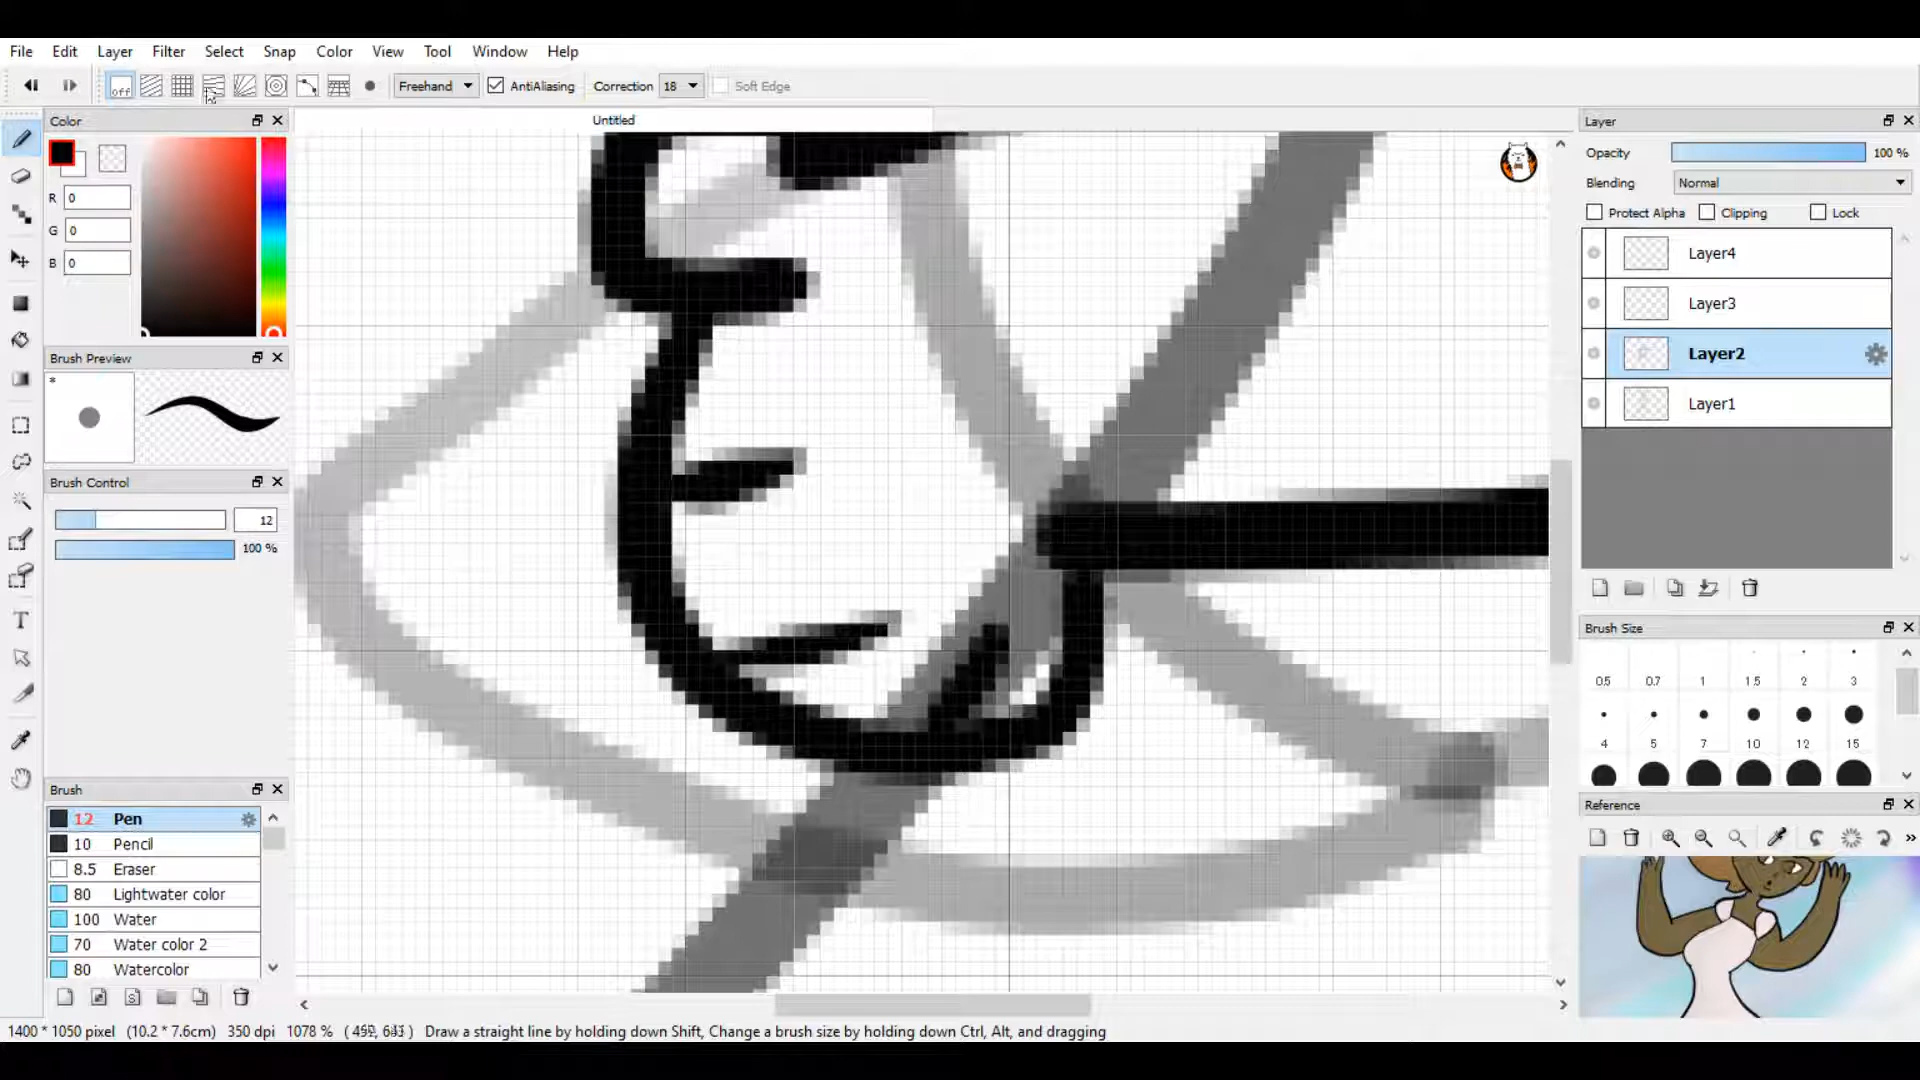 File Edit Layer Filter Select Snap Color View Tool Window Help
off Freehand AntiAliasing Correction 18 Soft Edge
Color
R 0
G 0
B 0
Brush Preview
*
Brush Control
12
100 %
Brush
12 Pen
10 Pencil
8.5 Eraser
80 Lightwater color
100 Water
70 Water color 2
80 Watercolor
Untitled
Layer
Opacity 100 %
Blending Normal
Protect Alpha Clipping Lock
Layer4
Layer3
Layer2
Layer1
Brush Size
0.5 0.7 1 1.5 2 3
4 5 7 10 12 15
Reference
1400 * 1050 pixel (10.2 * 7.6cm) 350 dpi 1078 % Draw a straight line by holding down Shift, Change a brush size by holding down Ctrl, Alt, and dragging